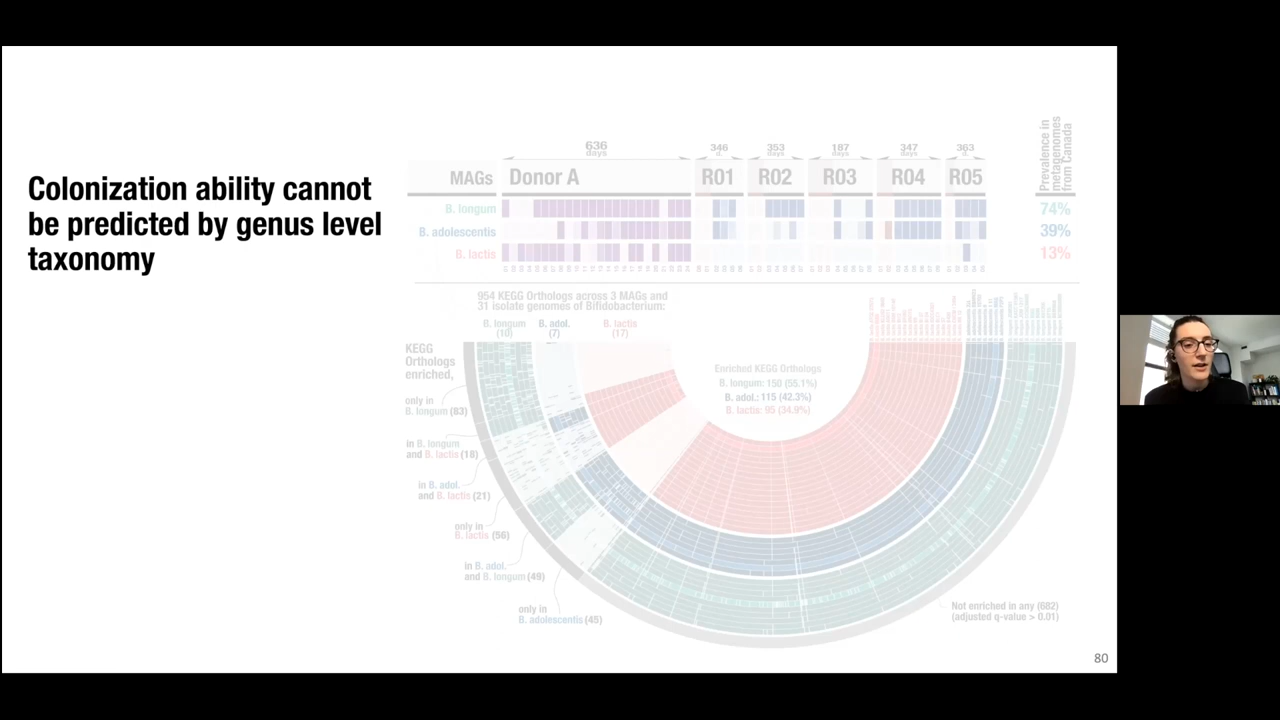 Colonization ability cannot
be predicted by genus level
taxonomy
636
days
346
d.
353
days
187
days
347
days
363
d.
Prevalence in
metagenomes
from Canada
MAGs
Donor A
R01
R02
R03
R04
R05
B. longum
74%
B. adolescentis
39%
B. lactis
13%
954 KEGG Orthologs across 3 MAGs and
31 isolate genomes of Bifidobacterium:
B. longum
(10)
B. adol.
(7)
B. lactis
(17)
KEGG
Orthologs
enriched,
only in
B. longum (83)
in B. longum
and B. lactis (18)
in B. adol.
and B. lactis (21)
only in
B. lactis (56)
in B. adol.
and B. longum (49)
only in
B. adolescentis (45)
Enriched KEGG Orthologs
B. longum: 150 (55.1%)
B. adol.: 115 (42.3%)
B. lactis: 95 (34.9%)
Not enriched in any (682)
(adjusted q-value > 0.01)
80